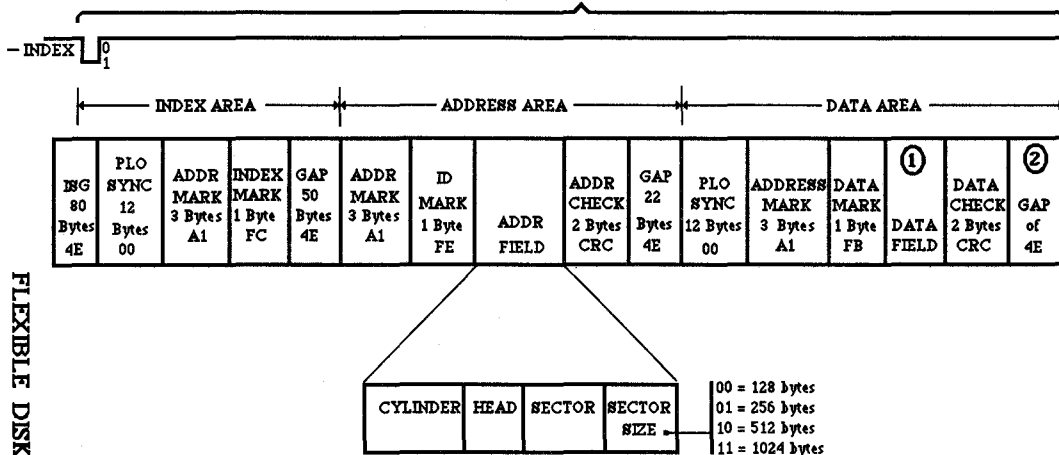 – INDEX
0
1
INDEX AREA
ADDRESS AREA
DATA AREA
ISG
80
Bytes
4E
PLO
SYNC
12
Bytes
00
ADDR
MARK
3 Bytes
A1
INDEX
MARK
1 Byte
FC
GAP
50
Bytes
4E
ADDR
MARK
3 Bytes
A1
ID
MARK
1 Byte
FE
ADDR
FIELD
ADDR
CHECK
2 Bytes
CRC
GAP
22
Bytes
4E
PLO
SYNC
12 Bytes
00
ADDRESS
MARK
3 Bytes
A1
DATA
MARK
1 Byte
FB
1
DATA
FIELD
DATA
CHECK
2 Bytes
CRC
2
GAP
of
4E
FLEXIBLE DISK
CYLINDER
HEAD
SECTOR
SECTOR
SIZE
00 = 128 bytes
01 = 256 bytes
10 = 512 bytes
11 = 1024 bytes